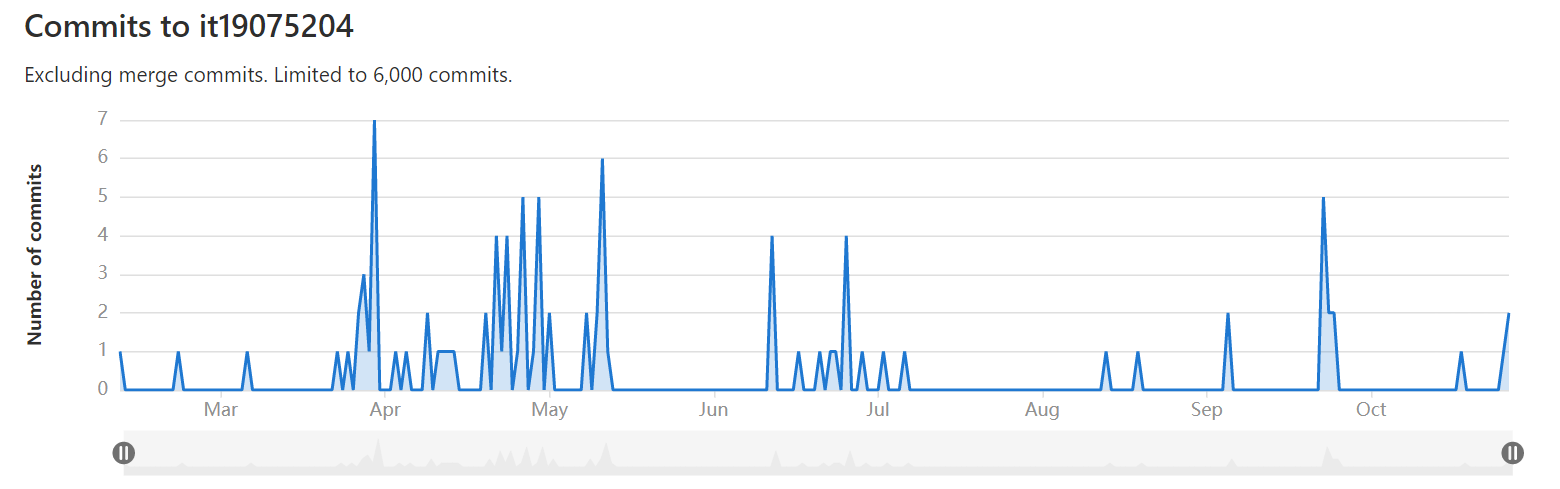 Commits to it19075204
Excluding merge commits. Limited to 6,000 commits.
Number of commits
7
6
5
4
3
2
1
0
Mar Apr May Jun Jul Aug Sep Oct